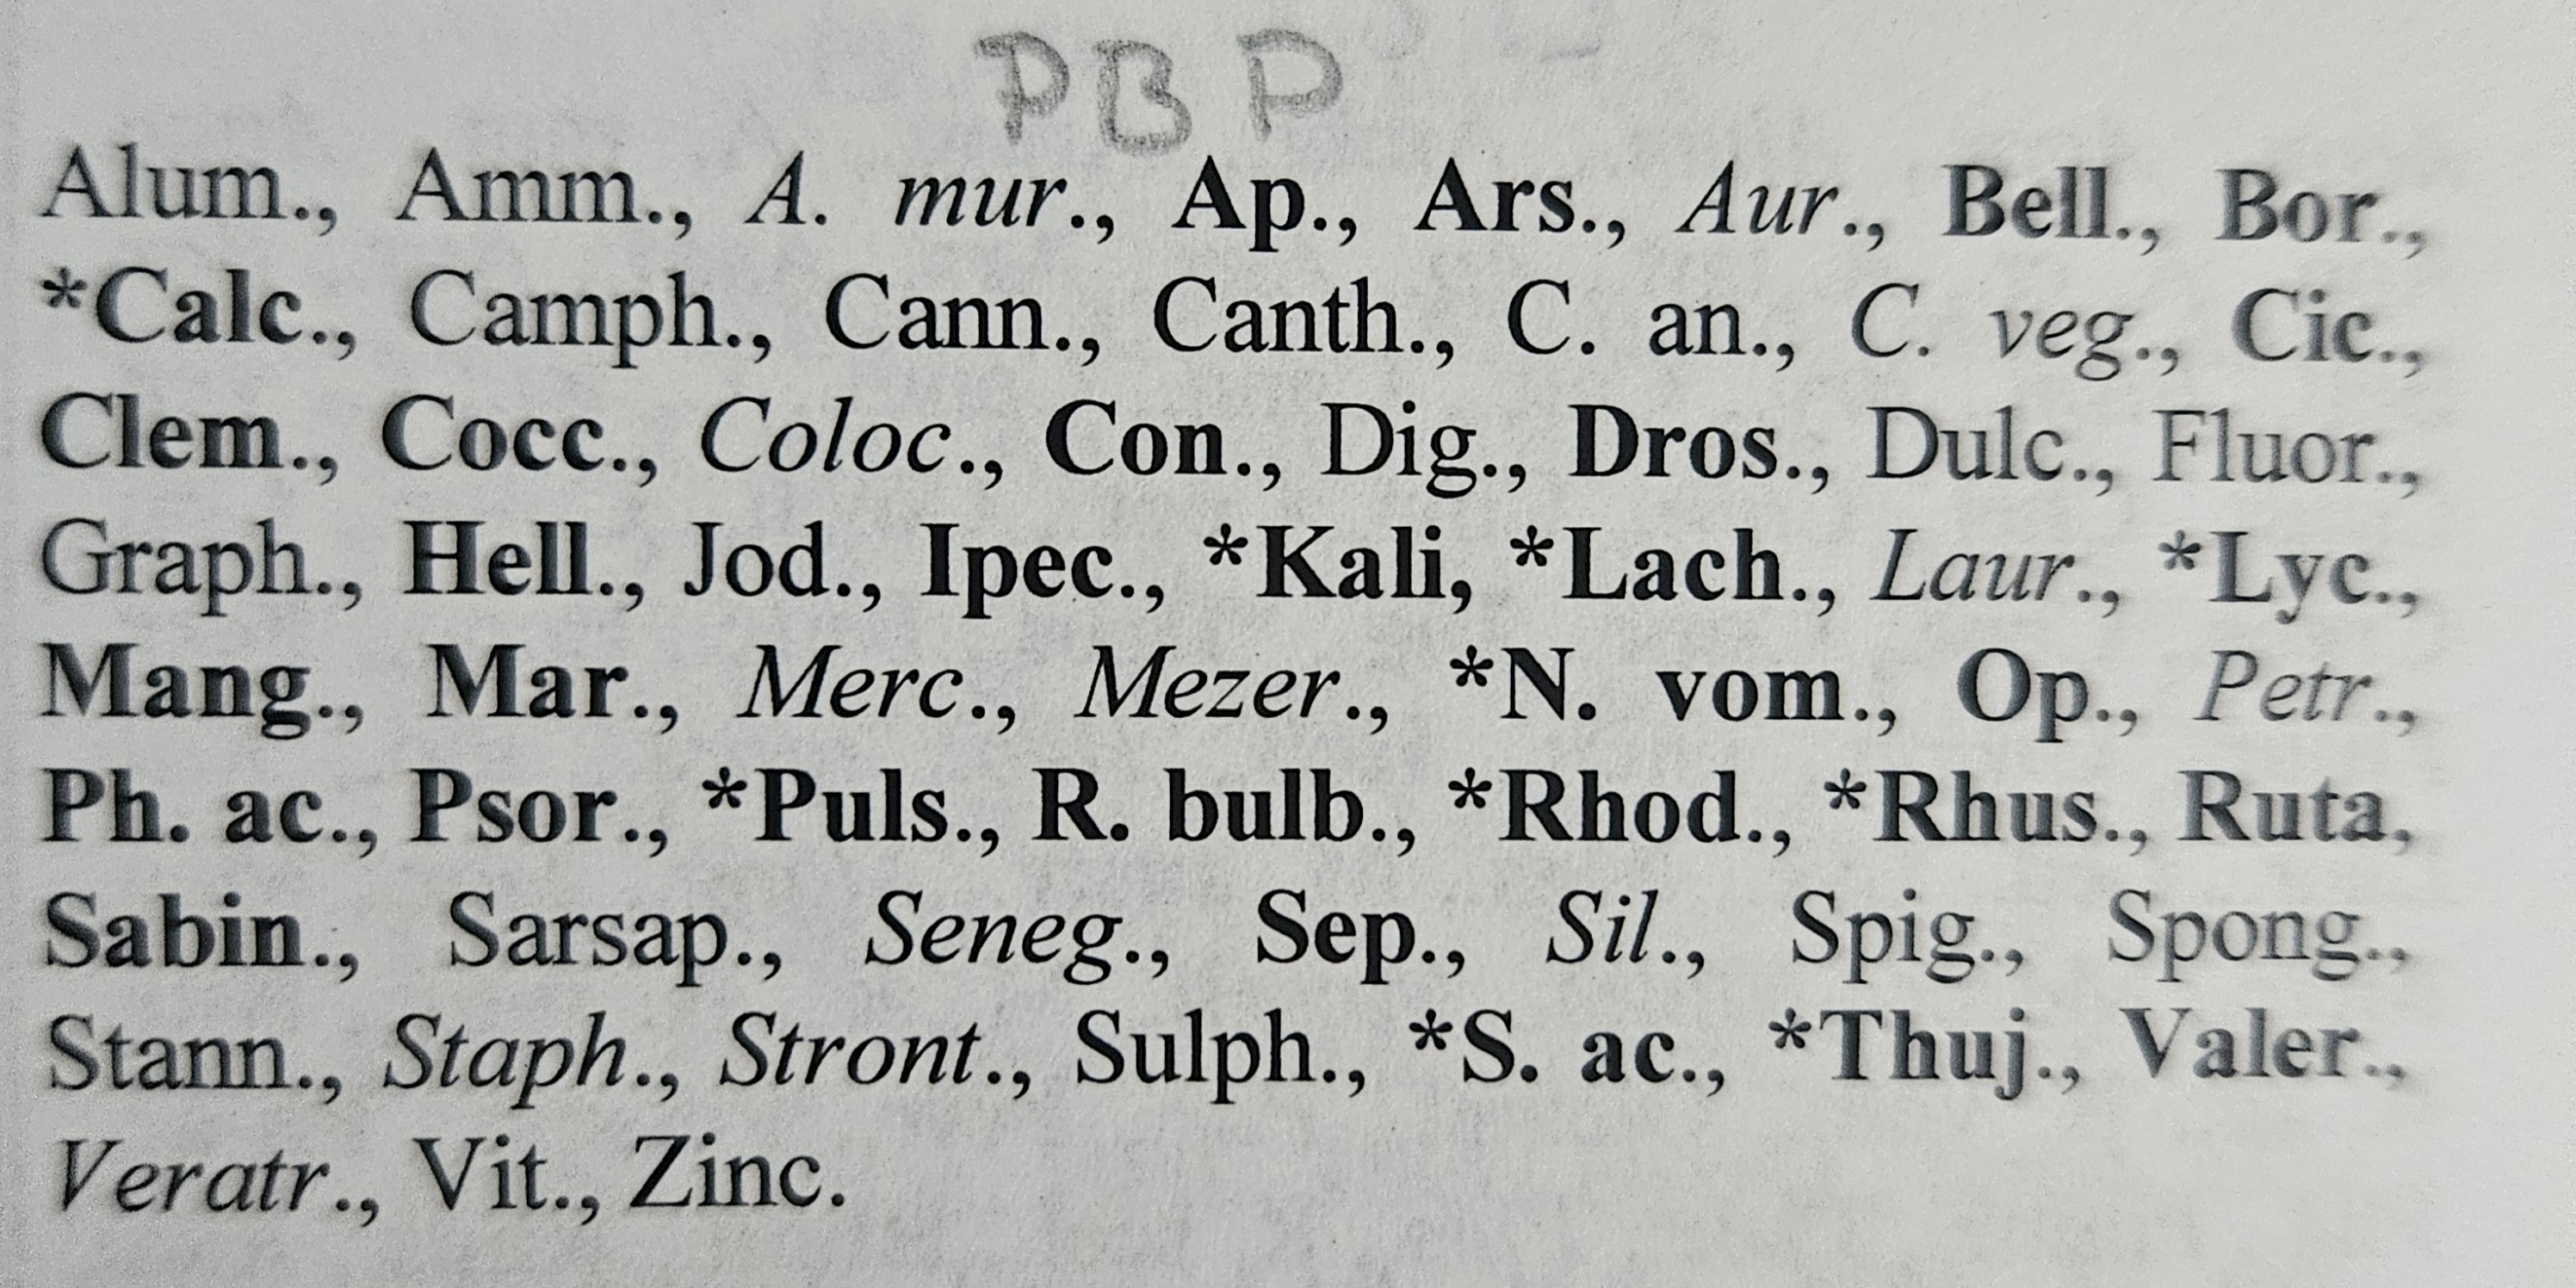 PBP
Alum., Amm., A. mur., Ap., Ars., Aur., Bell., Bor.,
*Calc., Camph., Cann., Canth., C. an., C. veg., Cic.,
Clem., Cocc., Coloc., Con., Dig., Dros., Dulc., Fluor.,
Graph., Hell., Jod., Ipec., *Kali, *Lach., Laur., *Lyc.,
Mang., Mar., Merc., Mezer., *N. vom., Op., Petr.,
Ph. ac., Psor., *Puls., R. bulb., *Rhod., *Rhus., Ruta,
Sabin., Sarsap., Seneg., Sep., Sil., Spig., Spong.,
Stann., Staph., Stront., Sulph., *S. ac., *Thuj., Valer.,
Veratr., Vit., Zinc.